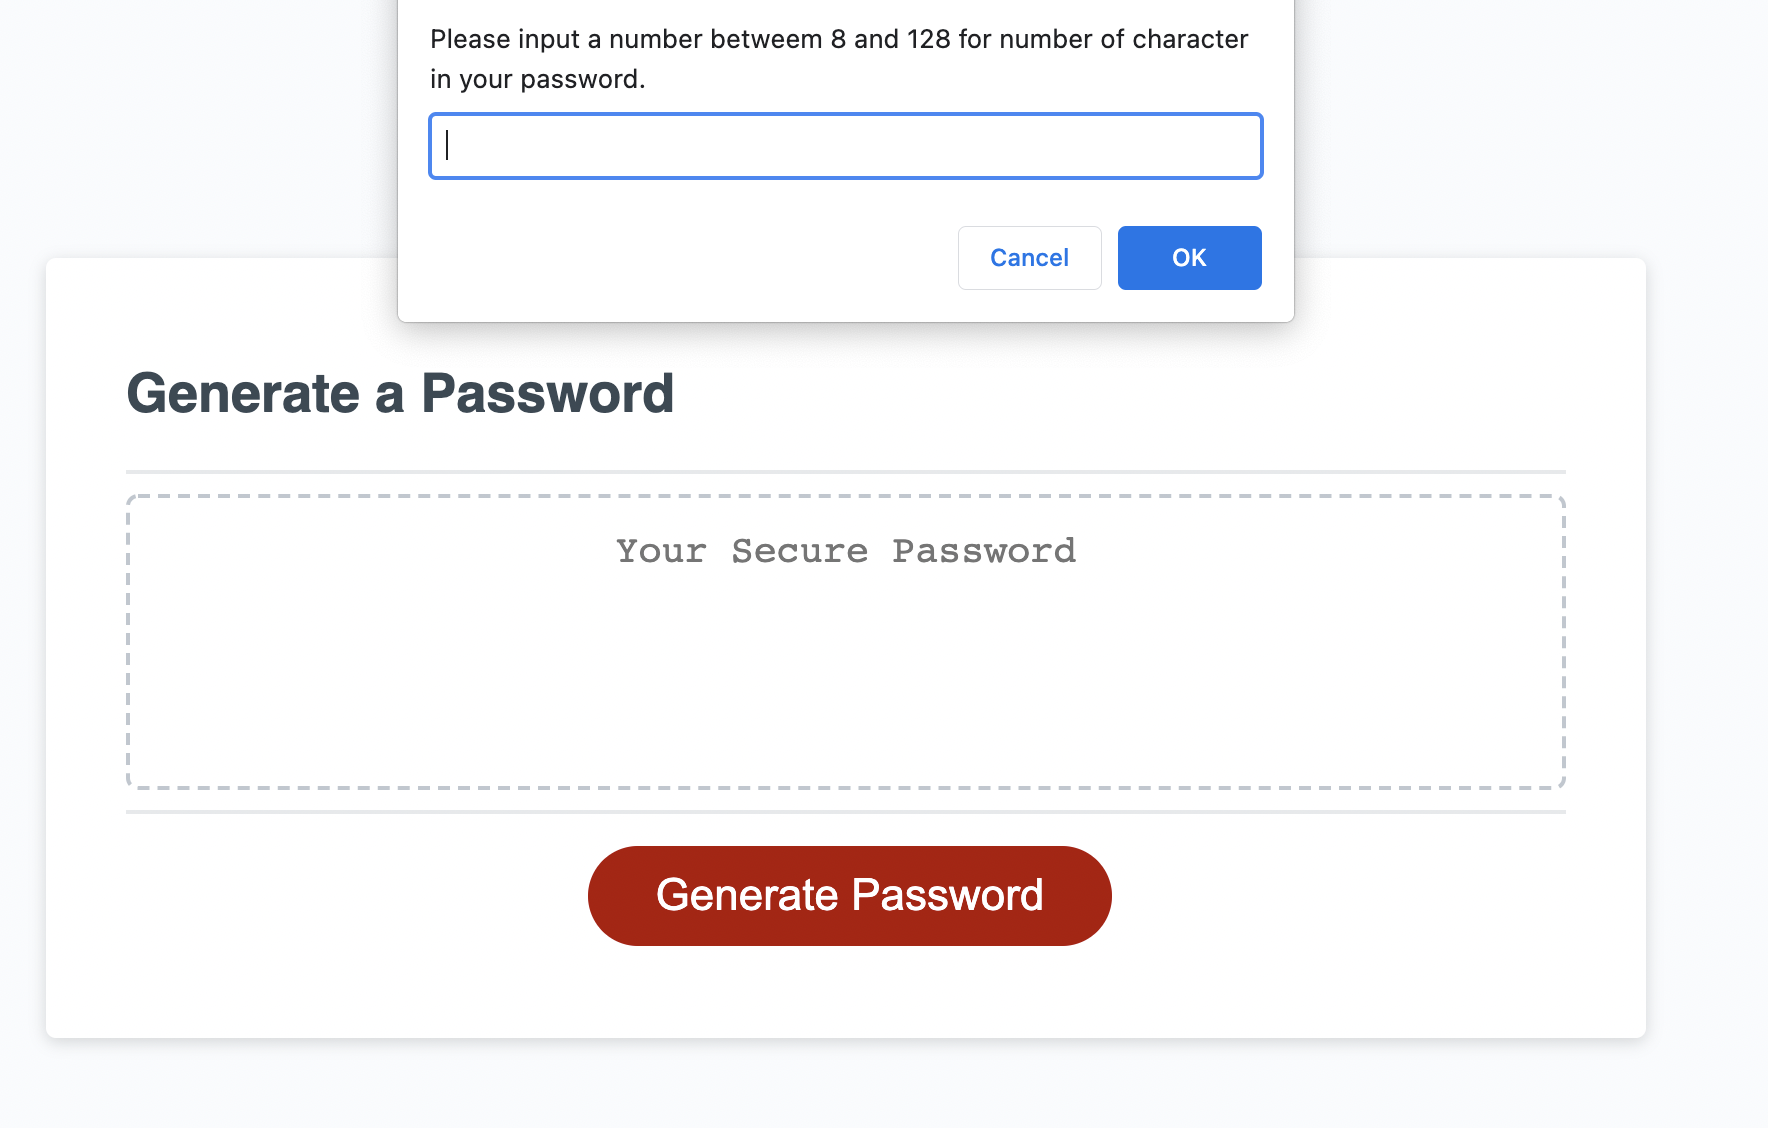 Please input a number betweem 8 and 128 for number of character
in your password.
Cancel
OK
Generate a Password
Your Secure Password
Generate Password